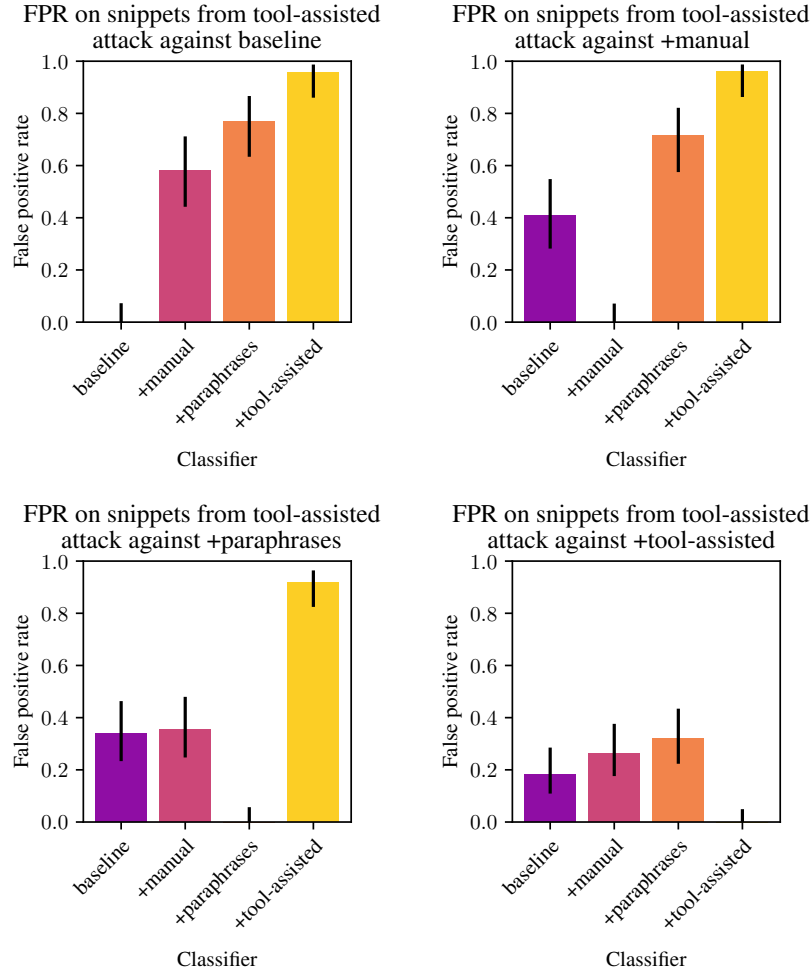 FPR on snippets from tool-assisted
attack against baseline
False positive rate
1.0
0.8
0.6
0.4
0.2
0.0
baseline
+manual
+paraphrases
+tool-assisted
Classifier
FPR on snippets from tool-assisted
attack against +manual
False positive rate
1.0
0.8
0.6
0.4
0.2
0.0
baseline
+manual
+paraphrases
+tool-assisted
Classifier
FPR on snippets from tool-assisted
attack against +paraphrases
False positive rate
1.0
0.8
0.6
0.4
0.2
0.0
baseline
+manual
+paraphrases
+tool-assisted
Classifier
FPR on snippets from tool-assisted
attack against +tool-assisted
False positive rate
1.0
0.8
0.6
0.4
0.2
0.0
baseline
+manual
+paraphrases
+tool-assisted
Classifier